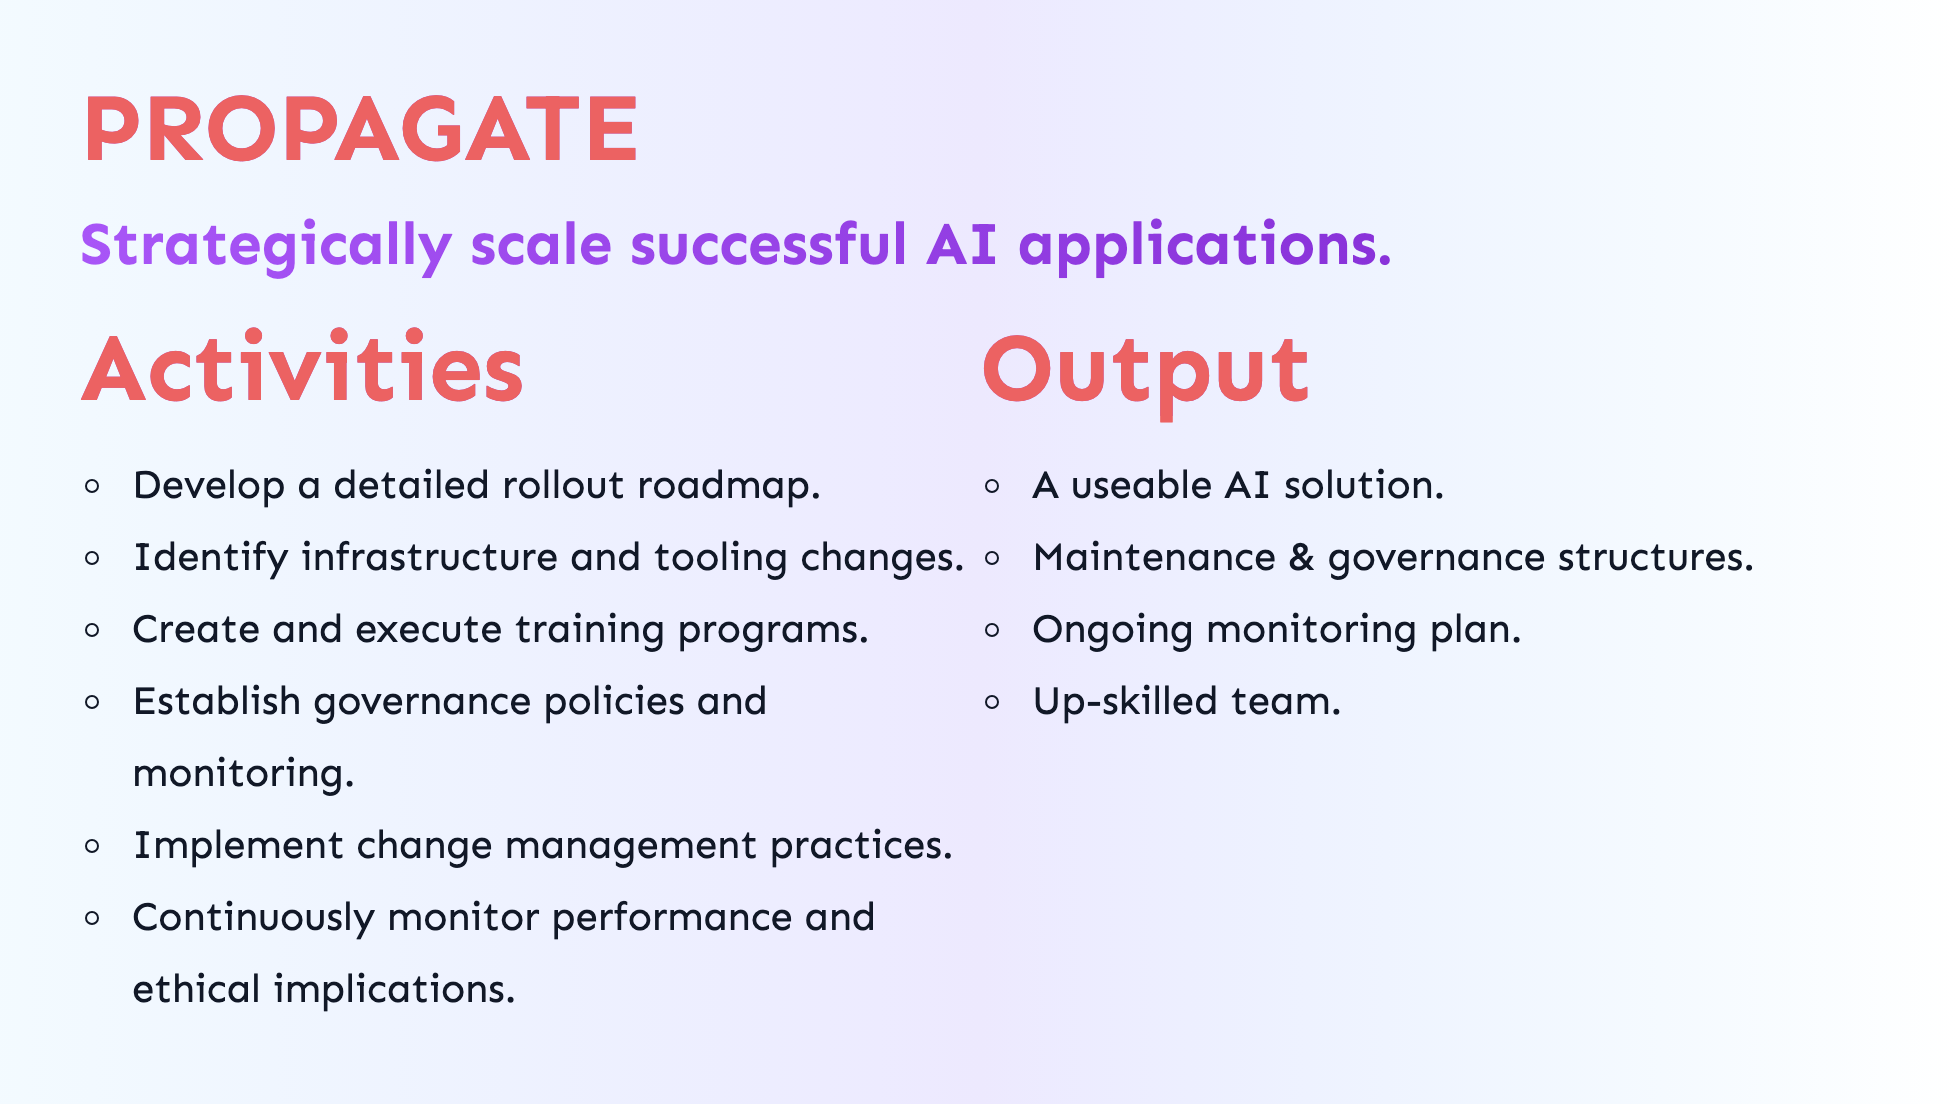 PROPAGATE
Strategically scale successful AI applications.
Activities
Develop a detailed rollout roadmap.
Identify infrastructure and tooling changes.
Create and execute training programs.
Establish governance policies and
monitoring.
Implement change management practices.
Continuously monitor performance and
ethical implications.
Output
A useable AI solution.
Maintenance & governance structures.
Ongoing monitoring plan.
Up-skilled team.